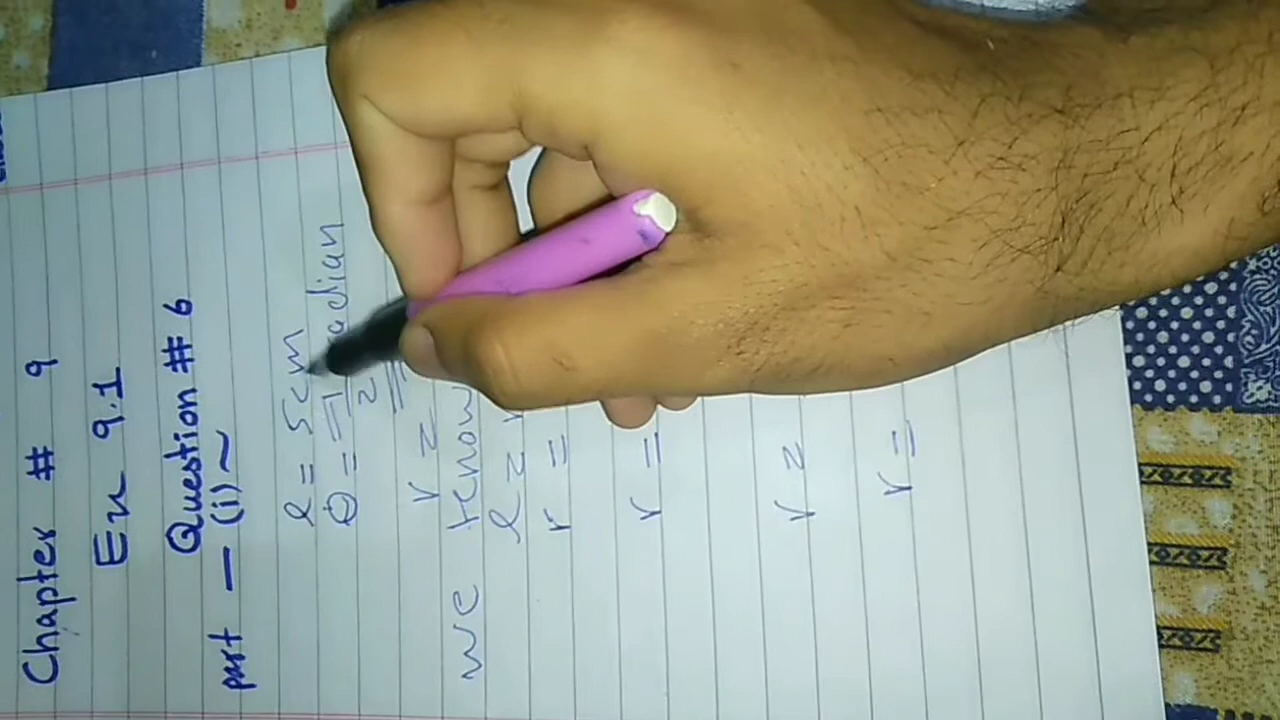 Chapter # 9
Ex 9.1
Question # 6
part — (i) ~
l = 5cm
θ = π/2 radian
r =
we know
l = r
r =
r =
r =
r =